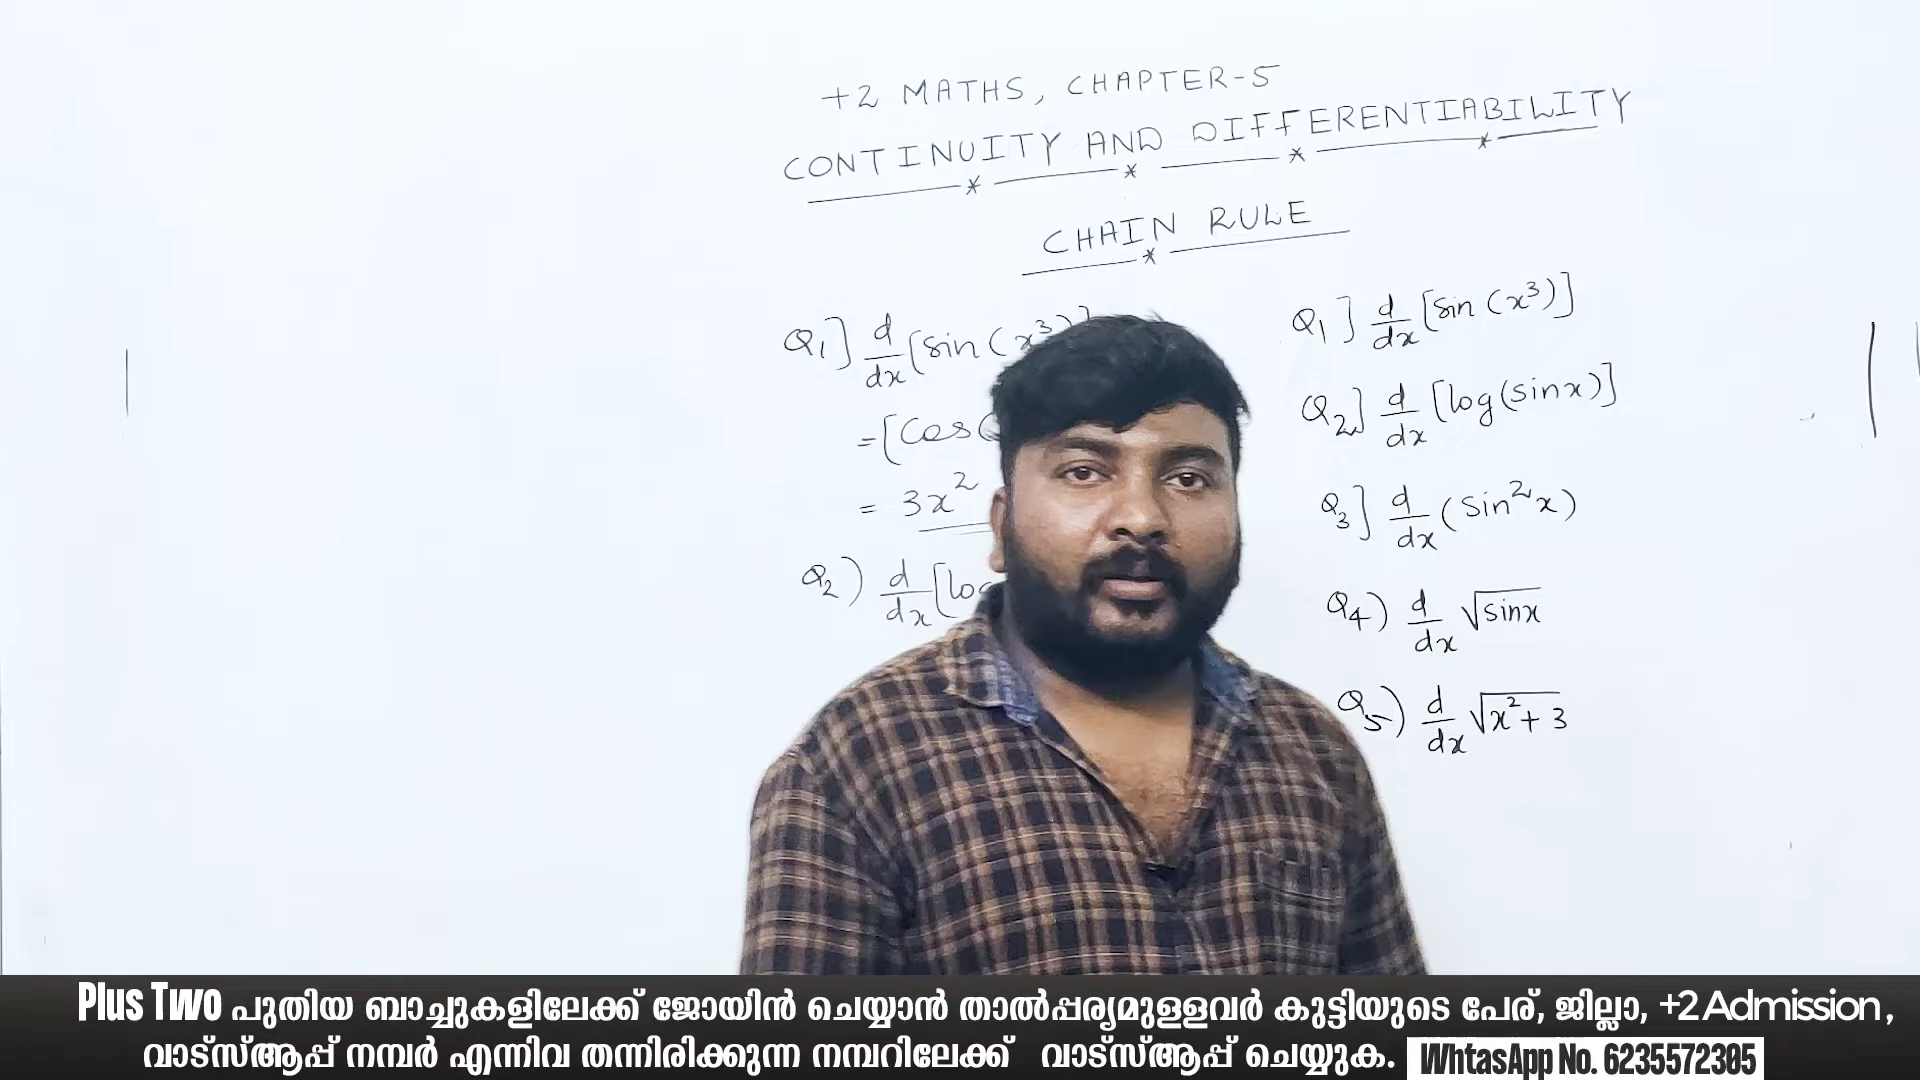 +2 MATHS, CHAPTER-5
CONTINUITY AND DIFFERENTIABILITY
CHAIN RULE
Q1] d/dx [sin (x³)]
= [Cos(
= 3x²
Q2) d/dx [log
Q1] d/dx [sin (x³)]
Q2] d/dx [log(sinx)]
Q3] d/dx (sin²x)
Q4) d/dx √sinx
Q5) d/dx √x²+3
Plus Two പുതിയ ബാച്ചുകളിലേക്ക് ജോയിൻ ചെയ്യാൻ താൽപ്പര്യമുളളവർ കുട്ടിയുടെ പേര്, ജില്ലാ, +2 Admission,
വാട്സ്ആപ്പ് നമ്പർ എന്നിവ തന്നിരിക്കുന്ന നമ്പറിലേക്ക് വാട്സ്ആപ്പ് ചെയ്യുക. WhtasApp No. 6235572305